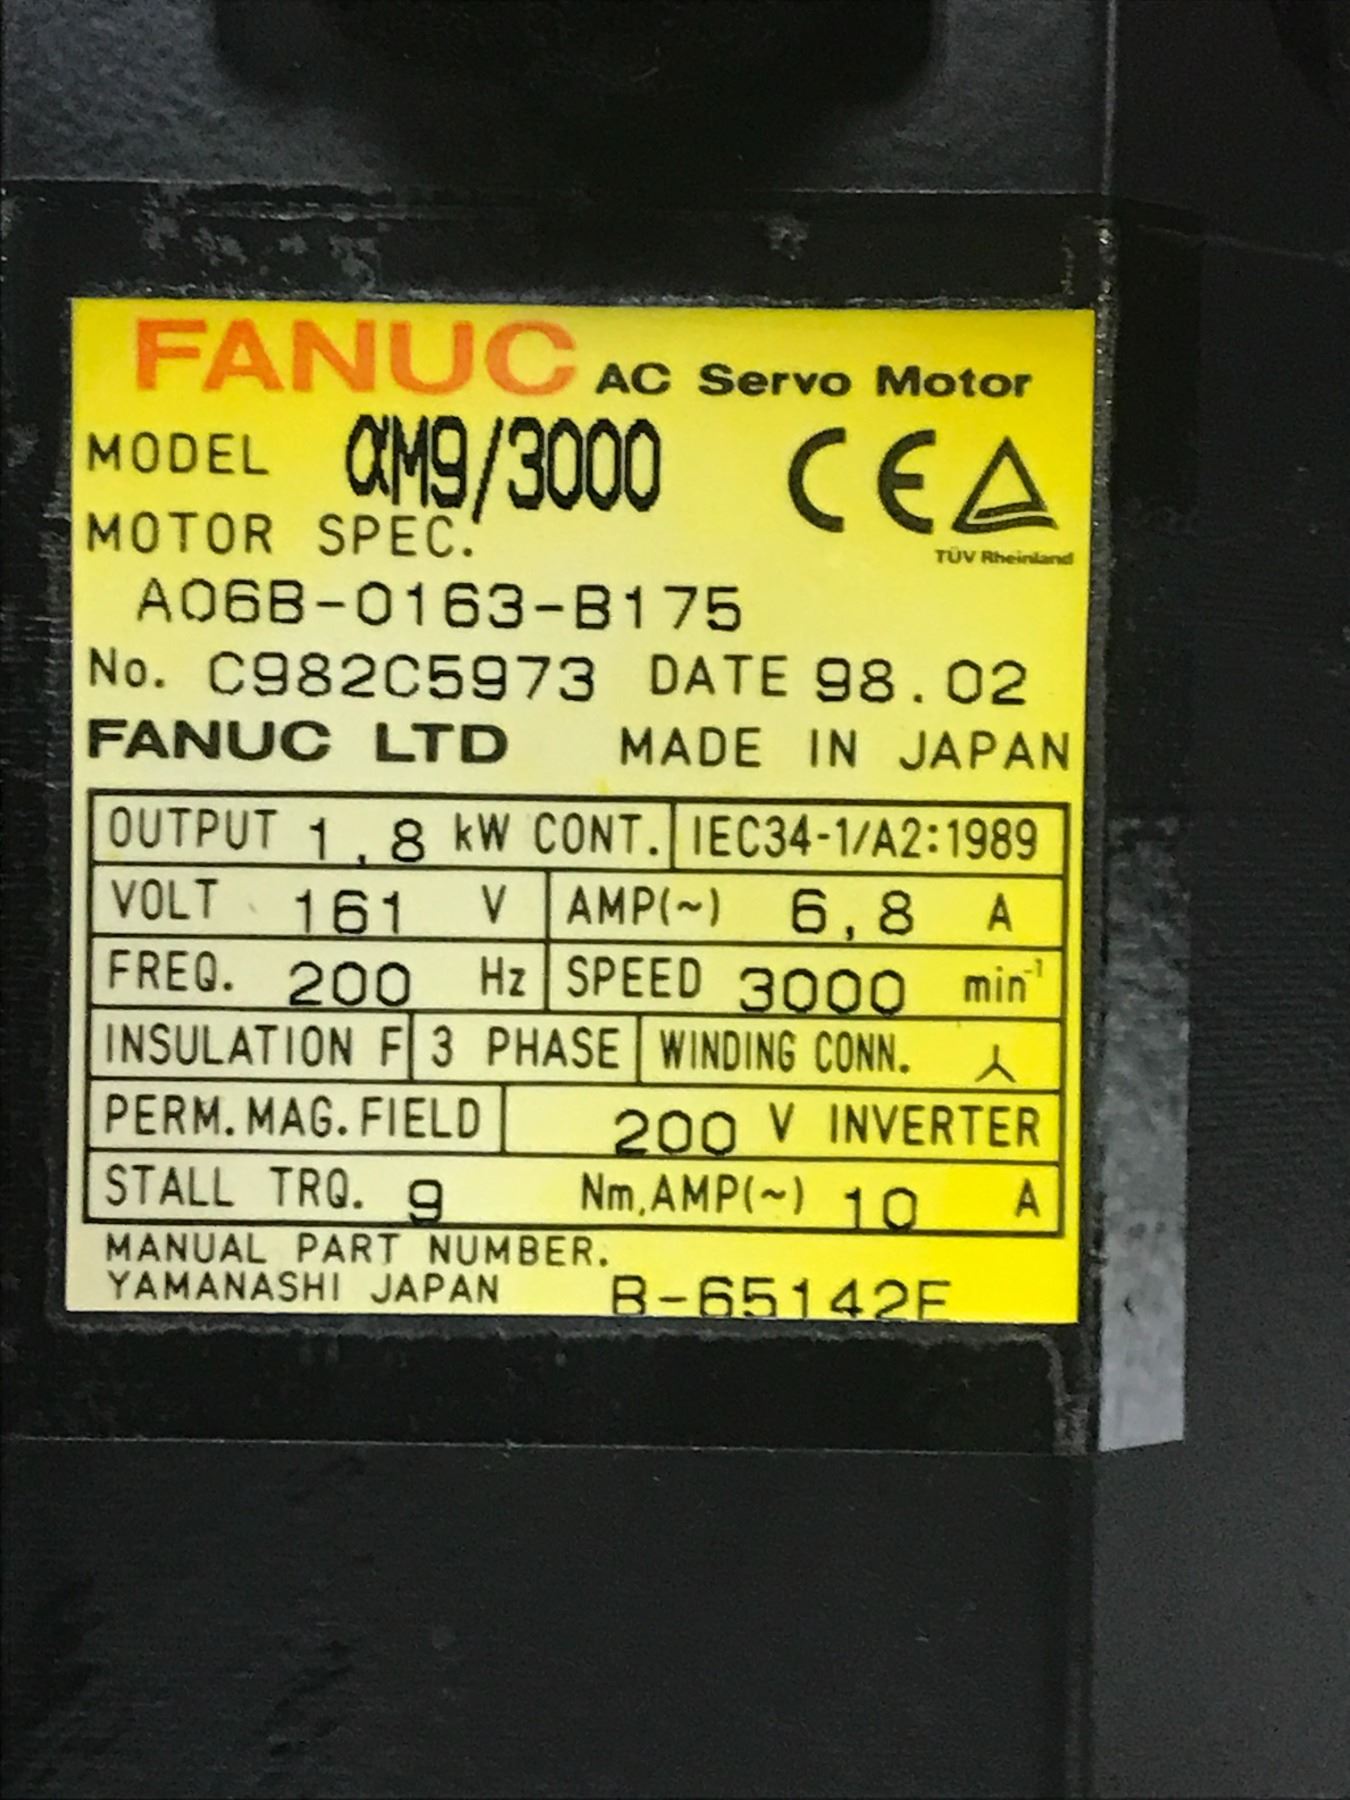 FANUC AC Servo Motor
MODEL αM9/3000 CE
MOTOR SPEC.
TÜV Rheinland
A06B-0163-B175
No. C982C5973 DATE 98.02
FANUC LTD MADE IN JAPAN
OUTPUT 1,8 kW CONT. IEC34-1/A2:1989
VOLT 161 V AMP(~) 6,8 A
FREQ. 200 Hz SPEED 3000 min⁻¹
INSULATION F 3 PHASE WINDING CONN. ⅄
PERM.MAG.FIELD 200 V INVERTER
STALL TRQ. 9 Nm,AMP(~) 10 A
MANUAL PART NUMBER.
YAMANASHI JAPAN B-65142E